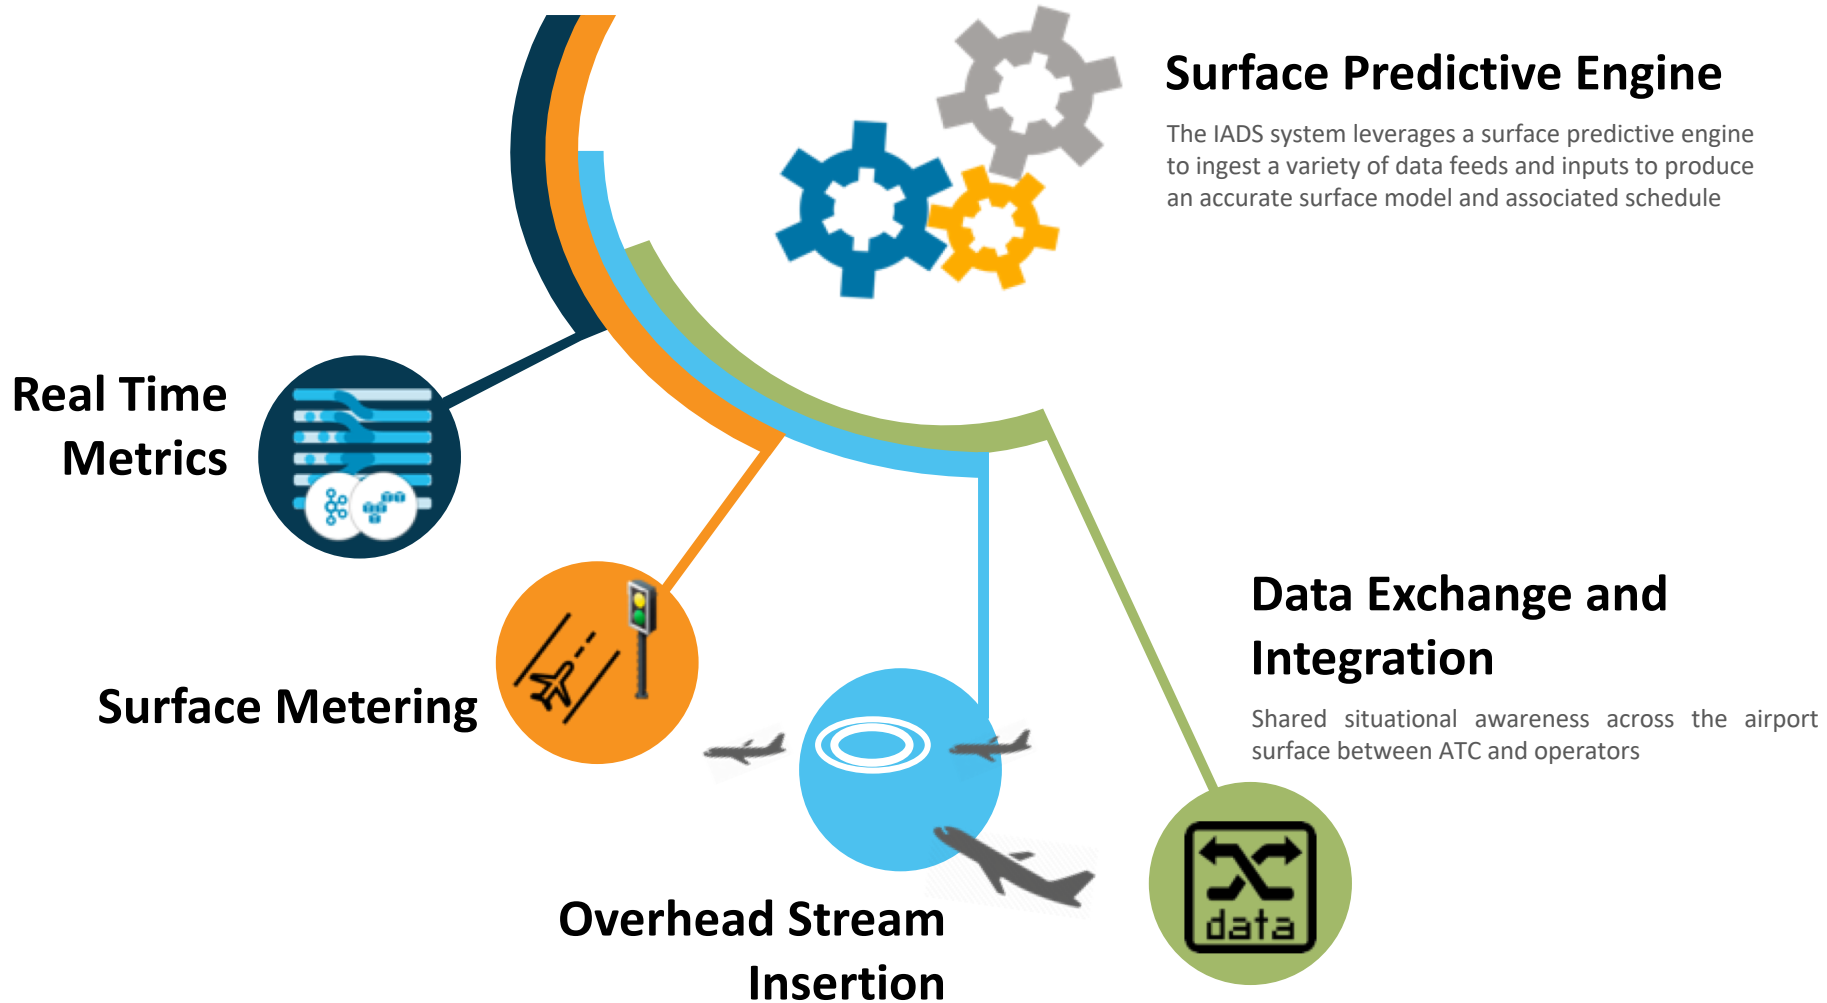 Surface Predictive Engine
The IADS system leverages a surface predictive engine
to ingest a variety of data feeds and inputs to produce
an accurate surface model and associated schedule
Real Time
Metrics
Surface Metering
Overhead Stream
Insertion
Data Exchange and
Integration
Shared situational awareness across the airport
surface between ATC and operators
data